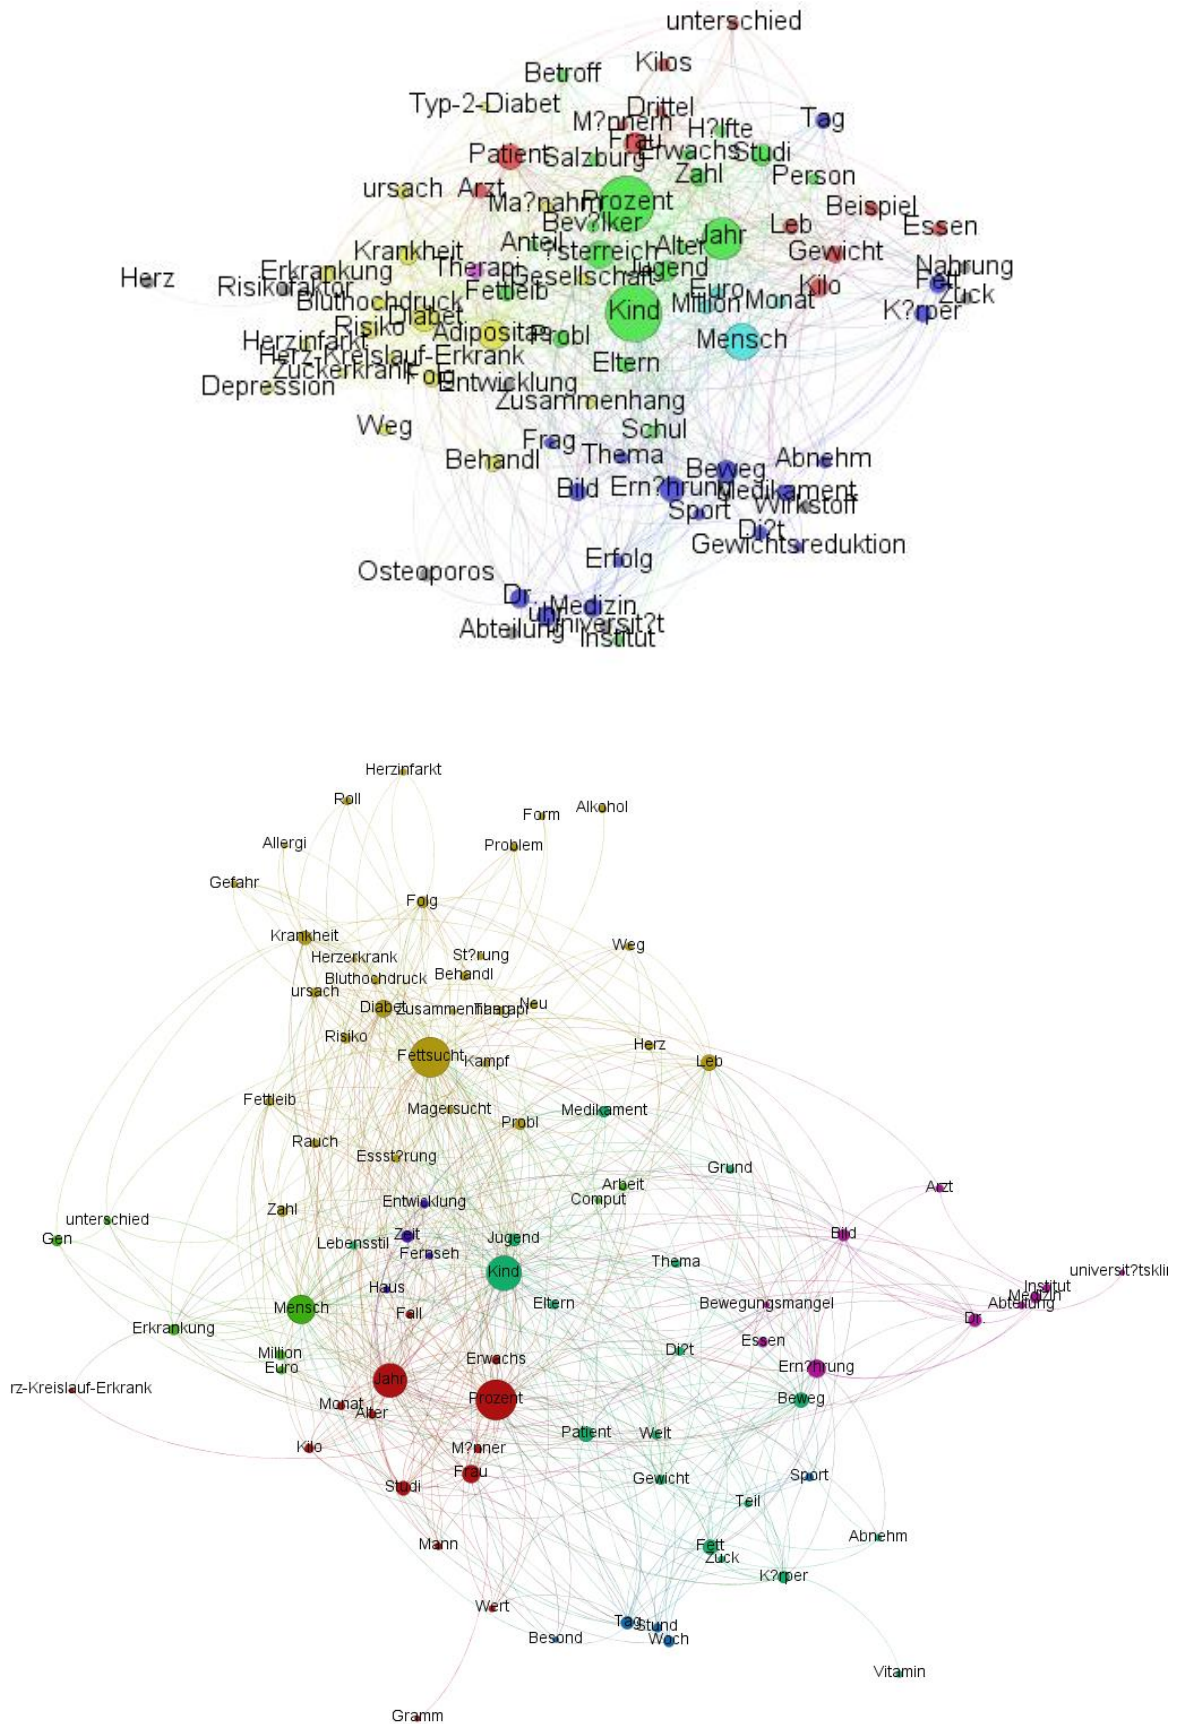 unterschied
Kilos
Betroff
Typ-2-Diabet
Drittel
Tag
M?nnern
H?lfte
Frau
Patient
Salzburg
Erwachs
Studi
Zahl
Person
ursach
Arzt
Ma?nahm
Prozent
Beispiel
Bev?lker
Leb
Essen
Anteil
?sterreich
Alter
Jahr
Krankheit
Gewicht
Herz
Erkrankung
Therapi
Gesellschaft
Jugend
Nahrung
Risikofaktor
Fettleib
Euro
Kilo
Fett
Bluthochdruck
Million
Monat
Zuck
Diabet
Kind
K?rper
Risiko
Adipositas
Probl
Mensch
Herzinfarkt
Herz-Kreislauf-Erkrank
Eltern
Zuckerkrank
Folg
Entwicklung
Depression
Zusammenhang
Weg
Schul
Frag
Thema
Behandl
Beweg
Abnehm
Bild
Ern?hrung
Medikament
Wirkstoff
Sport
Di?t
Gewichtsreduktion
Erfolg
Osteoporos
Dr.
Medizin
uhr
Abteilung
Universit?t
Institut
Herzinfarkt
Roll
Alkohol
Form
Allergi
Problem
Gefahr
Folg
Krankheit
Weg
Herzerkrank
St?rung
Bluthochdruck
Behandl
ursach
Diabet
Zusammenhang
Therapi
Neu
Risiko
Herz
Fettsucht
Kampf
Leb
Fettleib
Magersucht
Medikament
Probl
Rauch
Essst?rung
Grund
Arbeit
Arzt
Entwicklung
Comput
Zahl
unterschied
Zeit
Bild
Gen
Lebensstil
Jugend
Fernseh
Thema
Kind
universit?tsklin
Haus
Institut
Medizin
Mensch
Eltern
Bewegungsmangel
Abteilung
Fall
Dr.
Erkrankung
Essen
Million
Erwachs
Di?t
Euro
Ern?hrung
rz-Kreislauf-Erkrank
Jahr
Prozent
Beweg
Monat
Alter
Patient
Welt
Kilo
M?nner
Frau
Gewicht
Sport
Studi
Teil
Mann
Abnehm
Fett
Zuck
K?rper
Wert
Tag
Stund
Besond
Woch
Vitamin
Gramm